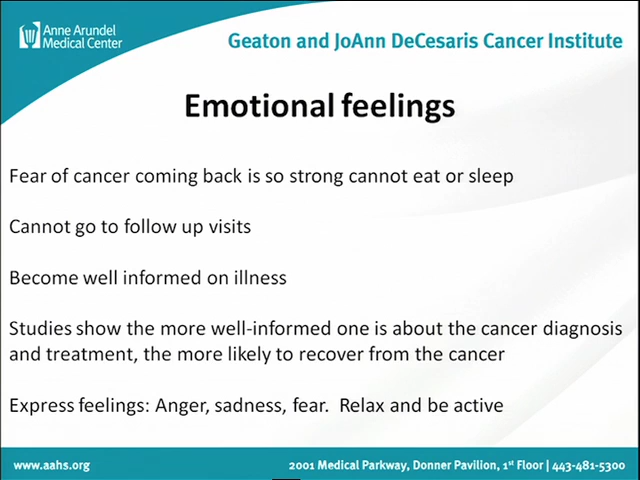 Anne Arundel
Medical Center
Geaton and JoAnn DeCesaris Cancer Institute
Emotional feelings
Fear of cancer coming back is so strong cannot eat or sleep
Cannot go to follow up visits
Become well informed on illness
Studies show the more well-informed one is about the cancer diagnosis
and treatment, the more likely to recover from the cancer
Express feelings: Anger, sadness, fear.  Relax and be active
www.aahs.org
2001 Medical Parkway, Donner Pavilion, 1st Floor | 443-481-5300